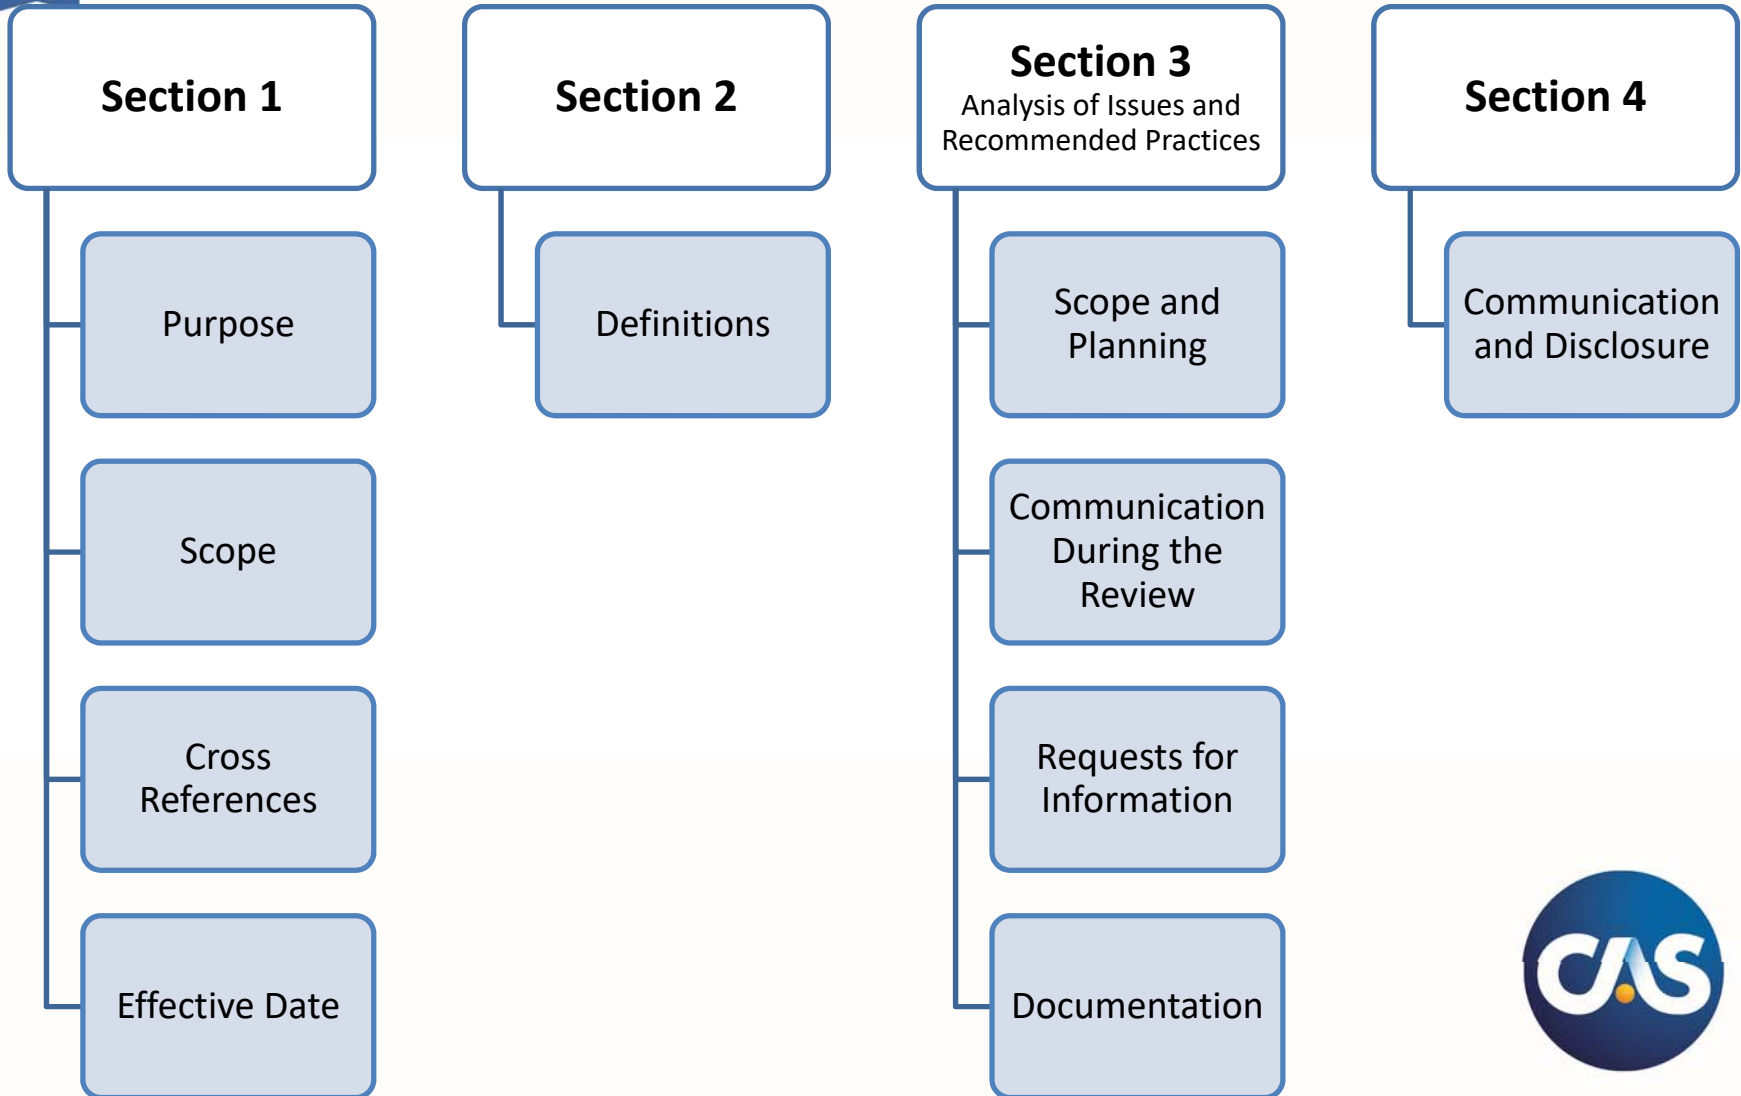 Section 1
Purpose
Scope
Cross
References
Effective Date
Section 2
Definitions
Section 3
Analysis of Issues and
Recommended Practices
Scope and
Planning
Communication
During the
Review
Requests for
Information
Documentation
Section 4
Communication
and Disclosure
CAS